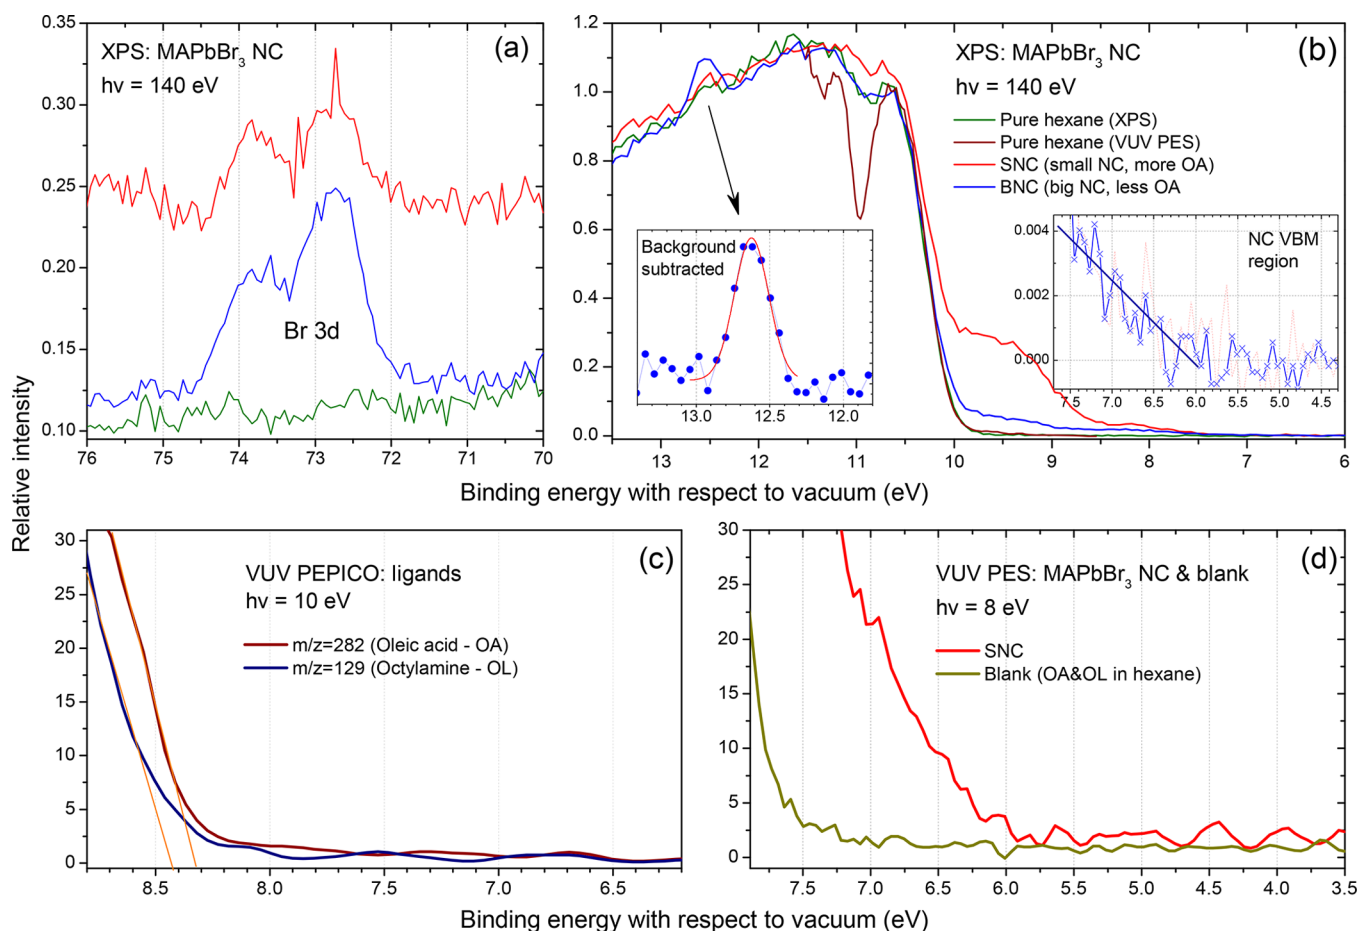 (a)
XPS: MAPbBr3 NC
hν = 140 eV
Br 3d
0.35
0.30
0.25
0.20
0.15
0.10
76 75 74 73 72 71 70
(b)
XPS: MAPbBr3 NC
hν = 140 eV
Pure hexane (XPS)
Pure hexane (VUV PES)
SNC (small NC, more OA)
BNC (big NC, less OA
1.2
1.0
0.8
0.6
0.4
0.2
0.0
13 12 11 10 9 8 7 6
Background
subtracted
13.0 12.5 12.0
NC VBM
region
0.004
0.002
0.000
7.5 7.0 6.5 6.0 5.5 5.0 4.5
Relative intensity
Binding energy with respect to vacuum (eV)
(c)
VUV PEPICO: ligands
hν = 10 eV
m/z=282 (Oleic acid - OA)
m/z=129 (Octylamine - OL)
30
25
20
15
10
5
0
8.5 8.0 7.5 7.0 6.5
(d)
VUV PES: MAPbBr3 NC & blank
hν = 8 eV
SNC
Blank (OA&OL in hexane)
30
25
20
15
10
5
0
7.5 7.0 6.5 6.0 5.5 5.0 4.5 4.0 3.5
Binding energy with respect to vacuum (eV)